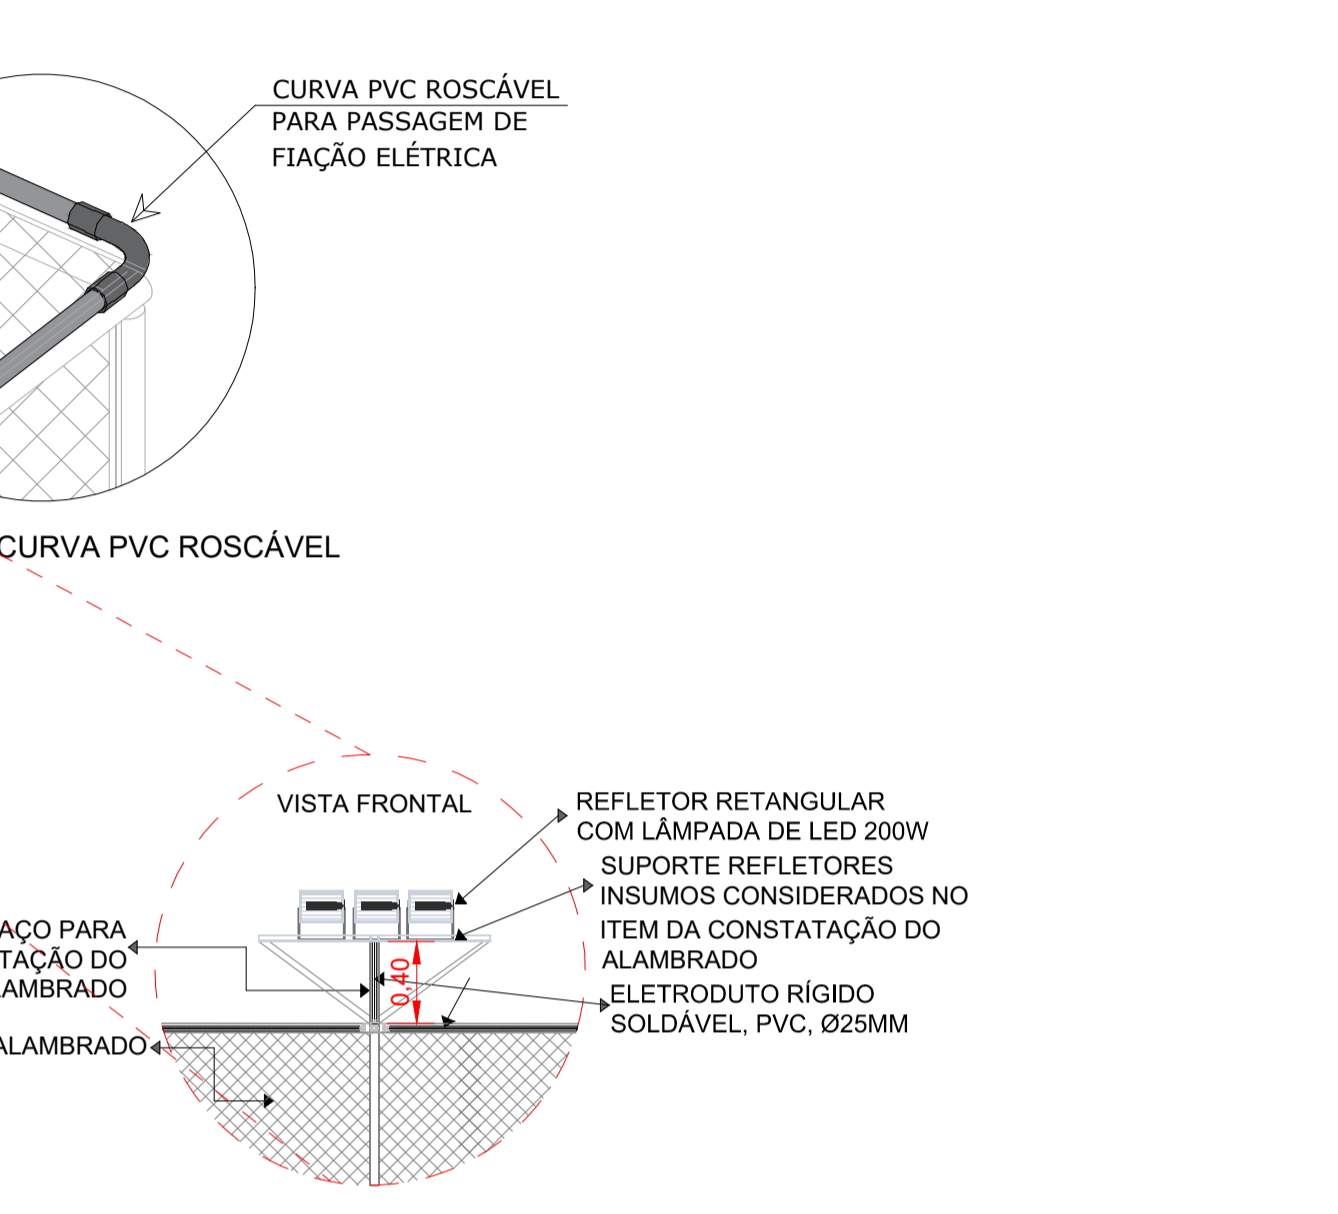 CURVA PVC ROSCÁVEL
PARA PASSAGEM DE
FIAÇÃO ELÉTRICA
CURVA PVC ROSCÁVEL
VISTA FRONTAL
REFLETOR RETANGULAR
COM LÂMPADA DE LED 200W
SUPORTE REFLETORES
INSUMOS CONSIDERADOS NO
ITEM DA CONSTATAÇÃO DO
ALAMBRADO
AÇO PARA
TAÇÃO DO
AMBRADO
0,40
ELETRODUTO RÍGIDO
SOLDÁVEL, PVC, Ø25MM
ALAMBRADO